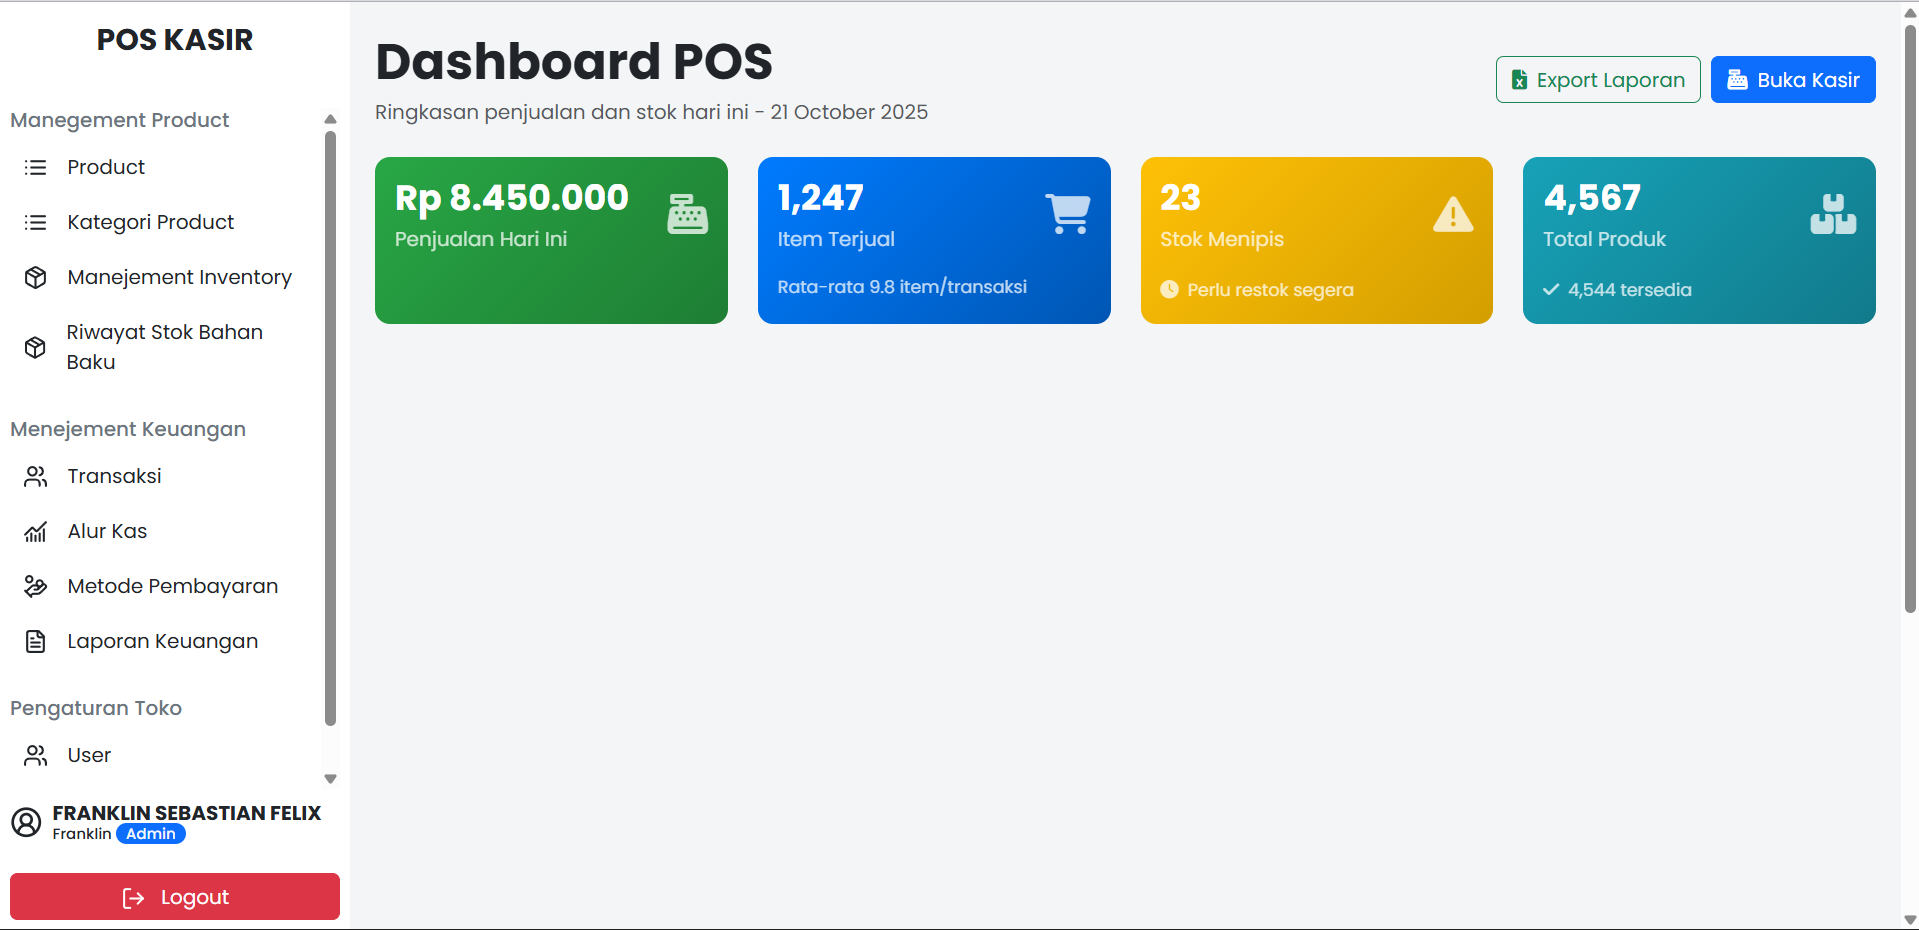 POS KASIR
Manegement Product
Product
Kategori Product
Manejement Inventory
Riwayat Stok Bahan
Baku
Menejement Keuangan
Transaksi
Alur Kas
Metode Pembayaran
Laporan Keuangan
Pengaturan Toko
User
FRANKLIN SEBASTIAN FELIX
Franklin Admin
Logout
Dashboard POS
Ringkasan penjualan dan stok hari ini - 21 October 2025
Export Laporan
Buka Kasir
Rp 8.450.000
Penjualan Hari Ini
1,247
Item Terjual
Rata-rata 9.8 item/transaksi
23
Stok Menipis
Perlu restok segera
4,567
Total Produk
4,544 tersedia